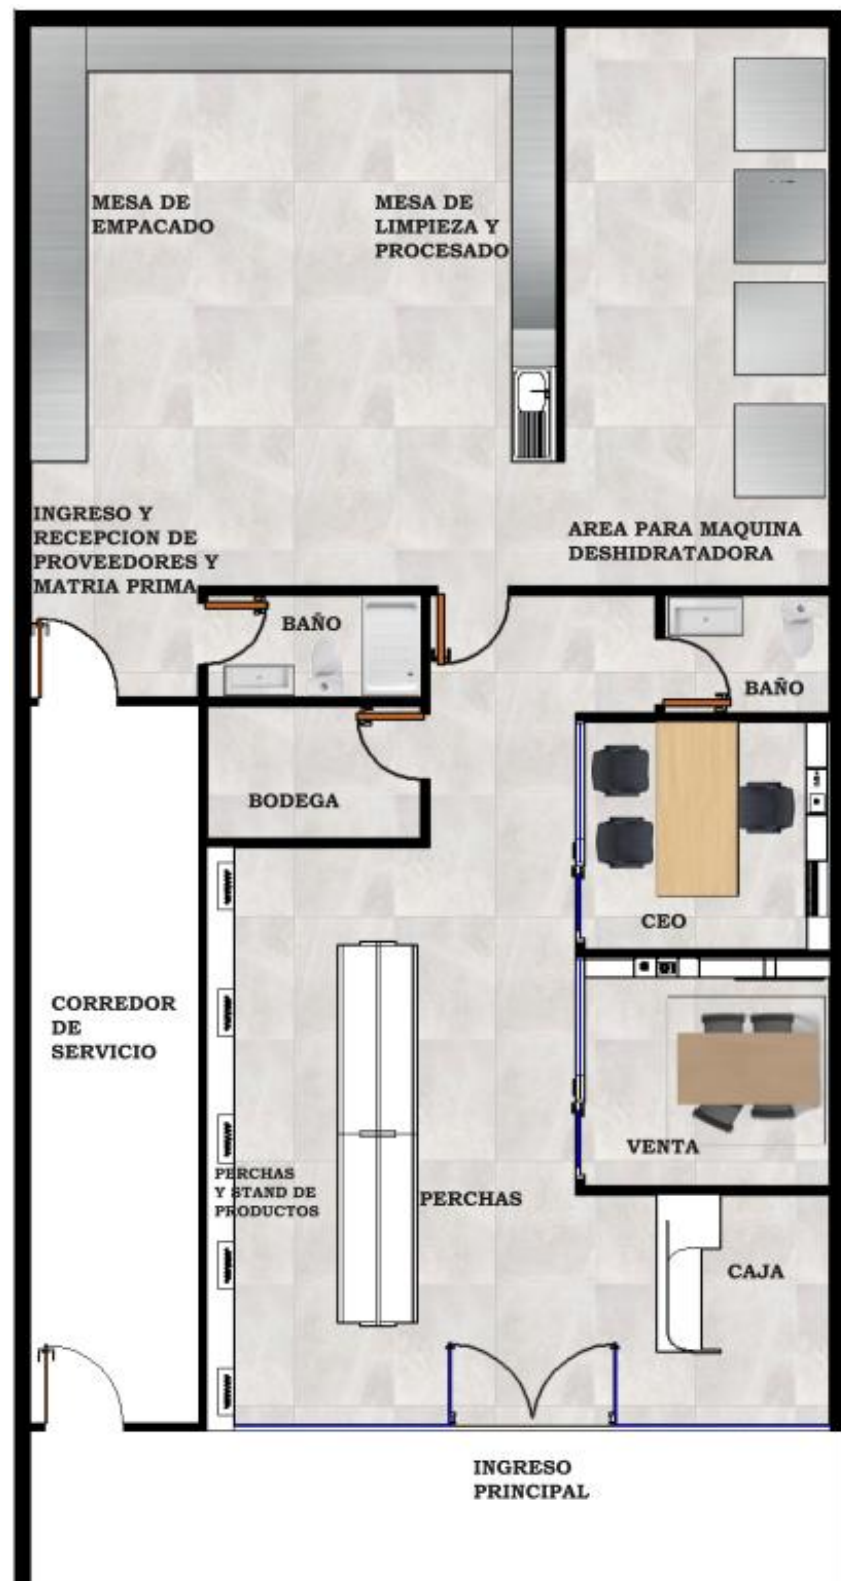 MESA DE
EMPACADO
MESA DE
LIMPIEZA Y
PROCESADO
INGRESO Y
RECEPCION DE
PROVEEDORES Y
MATRIA PRIMA
AREA PARA MAQUINA
DESHIDRATADORA
BAÑO
BAÑO
BODEGA
CEO
CORREDOR
DE
SERVICIO
VENTA
PERCHAS
Y STAND DE
PRODUCTOS
PERCHAS
CAJA
INGRESO
PRINCIPAL